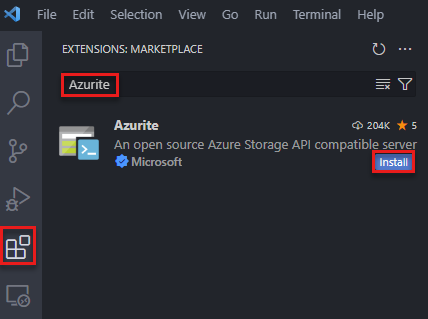 File Edit Selection View Go Run Terminal Help
EXTENSIONS: MARKETPLACE
Azurite
Azurite 204K ★ 5
An open source Azure Storage API compatible server
Microsoft Install